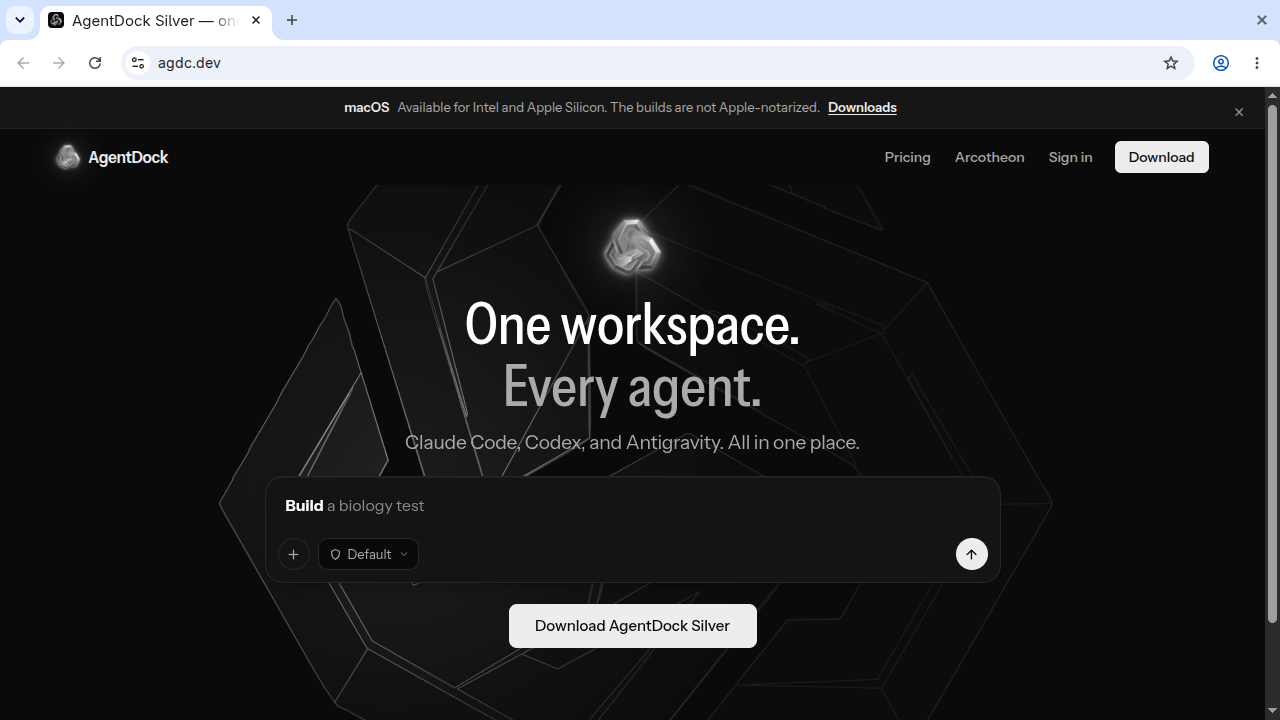 AgentDock Silver — one
agdc.dev
macOS Available for Intel and Apple Silicon. The builds are not Apple-notarized. Downloads
AgentDock
Pricing Arcotheon Sign in Download
One workspace.
Every agent.
Claude Code, Codex, and Antigravity. All in one place.
Build a biology test
Default
Download AgentDock Silver